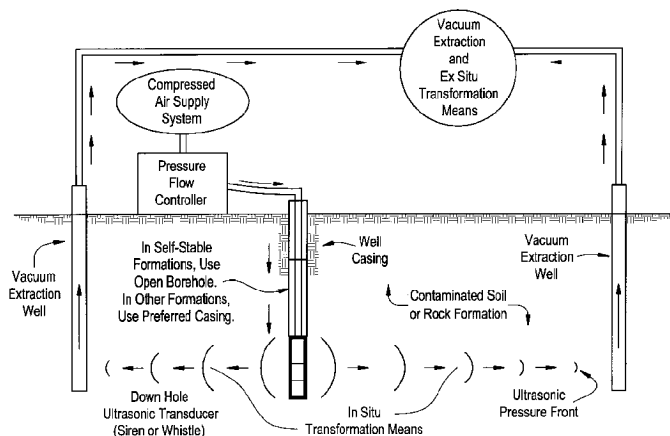 Vacuum
Extraction
and
Ex Situ
Transformation
Means
Compressed
Air Supply
System
Pressure
Flow
Controller
In Self-Stable
Formations, Use
Open Borehole.
In Other Formations,
Use Preferred Casing.
Well
Casing
Vacuum
Extraction
Well
Vacuum
Extraction
Well
Contaminated Soil
or Rock Formation
Down Hole
Ultrasonic Transducer
(Siren or Whistle)
In Situ
Transformation Means
Ultrasonic
Pressure Front